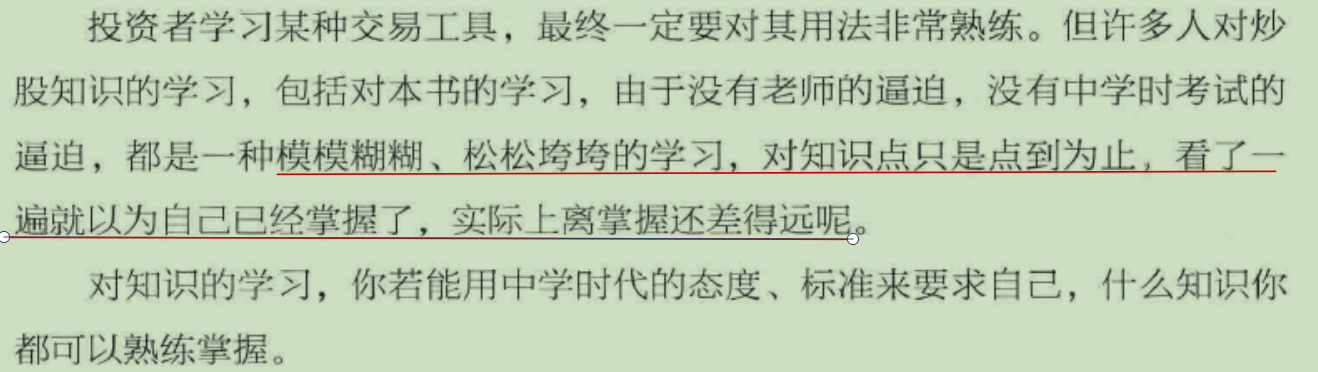 投资者学习某种交易工具，最终一定要对其用法非常熟练。但许多人对炒
股知识的学习，包括对本书的学习，由于没有老师的逼迫，没有中学时考试的
逼迫，都是一种模模糊糊、松松垮垮的学习，对知识点只是点到为止，看了一
遍就以为自己已经掌握了，实际上离掌握还差得远呢。
对知识的学习，你若能用中学时代的态度、标准来要求自己，什么知识你
都可以熟练掌握。